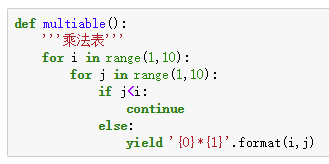 def multiable():
    '''乘法表'''
    for i in range(1,10):
        for j in range(1,10):
            if j<i:
                continue
            else:
                yield '{0}*{1}'.format(i,j)